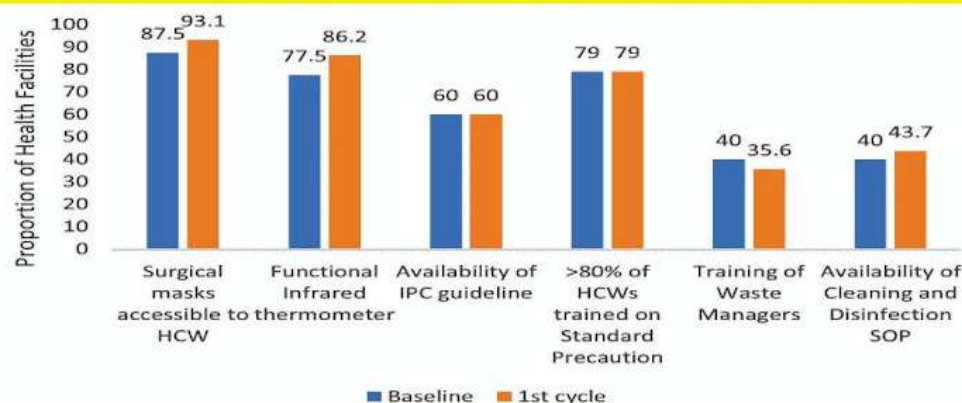 Proportion of Health Facilities
100
90
80
70
60
50
40
30
20
10
0
87.5 93.1
77.5 86.2
60 60
79 79
40 35.6
40 43.7
Surgical
masks
accessible to
HCW
Functional
Infrared
thermometer
Availability of
IPC guideline
>80% of
HCWs
trained on
Standard
Precaution
Training of
Waste
Managers
Availability of
Cleaning and
Disinfection
SOP
Baseline 1st cycle